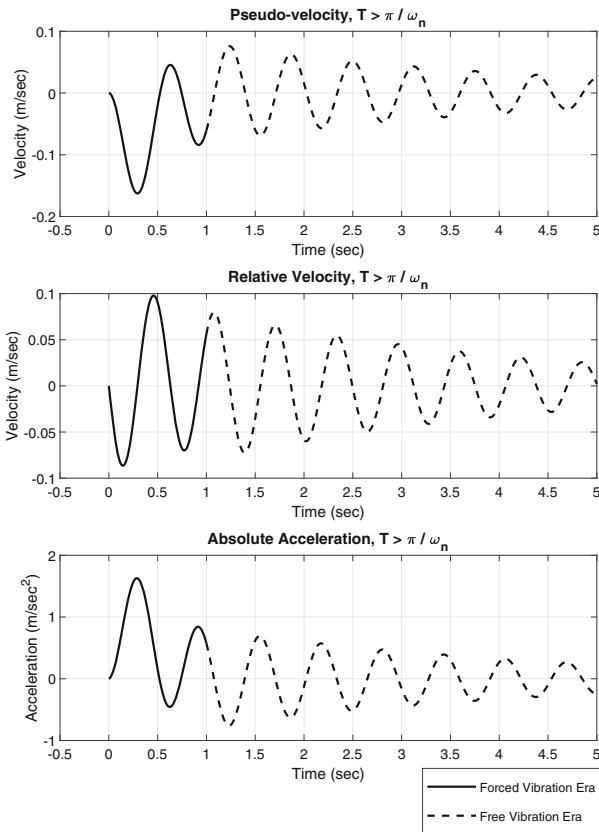 Pseudo-velocity, T > π / ωn
0.1
0
-0.1
-0.2
Velocity (m/sec)
-0.5 0 0.5 1 1.5 2 2.5 3 3.5 4 4.5 5
Time (sec)
Relative Velocity, T > π / ωn
0.1
0.05
0
-0.05
-0.1
Velocity (m/sec)
-0.5 0 0.5 1 1.5 2 2.5 3 3.5 4 4.5 5
Time (sec)
Absolute Acceleration, T > π / ωn
2
1
0
-1
Acceleration (m/sec²)
-0.5 0 0.5 1 1.5 2 2.5 3 3.5 4 4.5 5
Time (sec)
Forced Vibration Era
Free Vibration Era